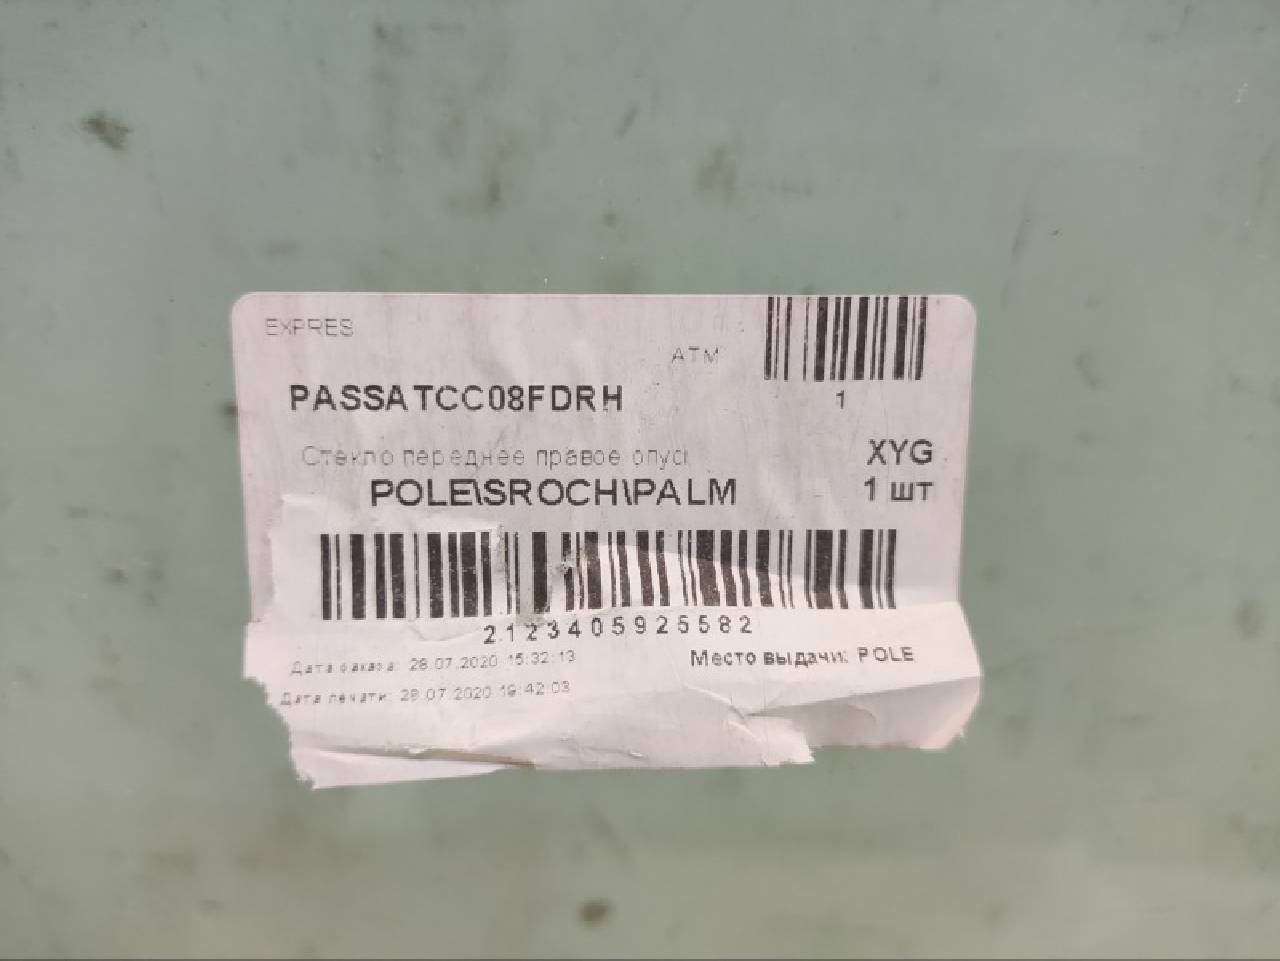 EXPRES
ATM
PASSATCC08FDRH
1
Стекло переднее правое опуск
XYG
POLE\SROCH\PALM
1 шт
2123405925582
Дата заказа: 28.07.2020 15:32:13
Место выдачи: POLE
Дата печати: 28.07.2020 19:42:03